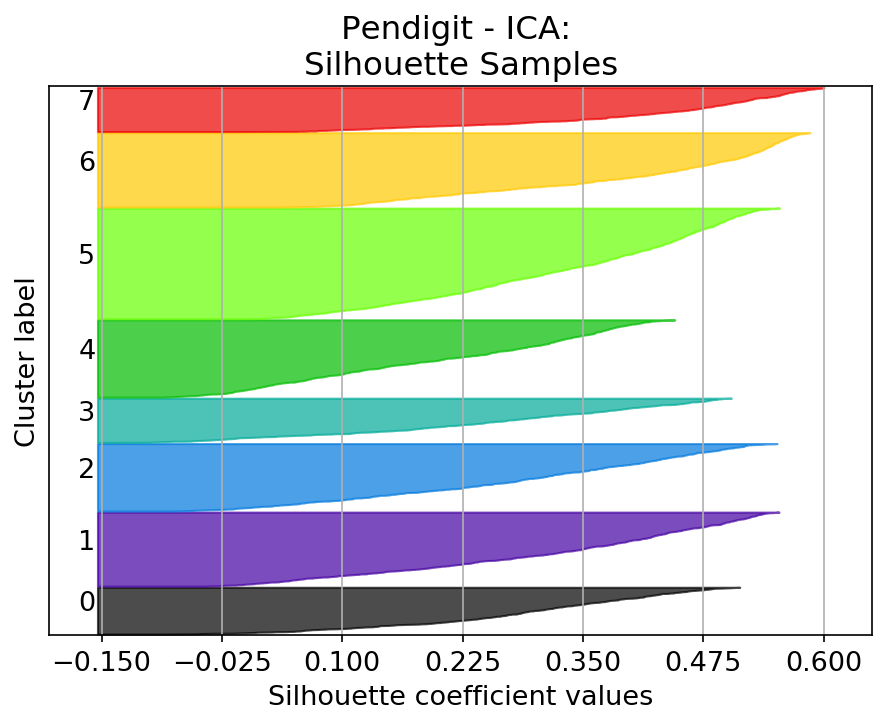 Pendigit - ICA:
Silhouette Samples
7
6
5
4
3
2
1
0
Cluster label
−0.150 −0.025 0.100 0.225 0.350 0.475 0.600
Silhouette coefficient values